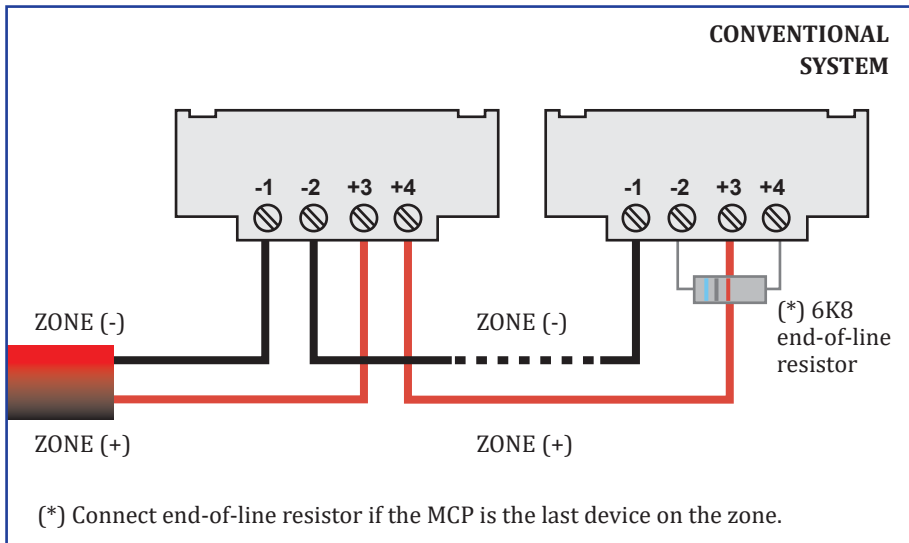 CONVENTIONAL
SYSTEM
-1 -2 +3 +4
-1 -2 +3 +4
ZONE (-)
ZONE (-)
(*) 6K8
end-of-line
resistor
ZONE (+)
ZONE (+)
(*) Connect end-of-line resistor if the MCP is the last device on the zone.